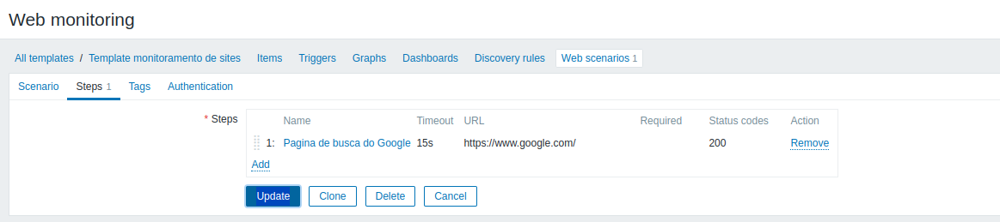 Web monitoring
All templates / Template monitoramento de sites Items Triggers Graphs Dashboards Discovery rules Web scenarios 1
Scenario Steps 1 Tags Authentication
* Steps Name Timeout URL Required Status codes Action
1: Pagina de busca do Google 15s https://www.google.com/ 200 Remove
Add
Update Clone Delete Cancel